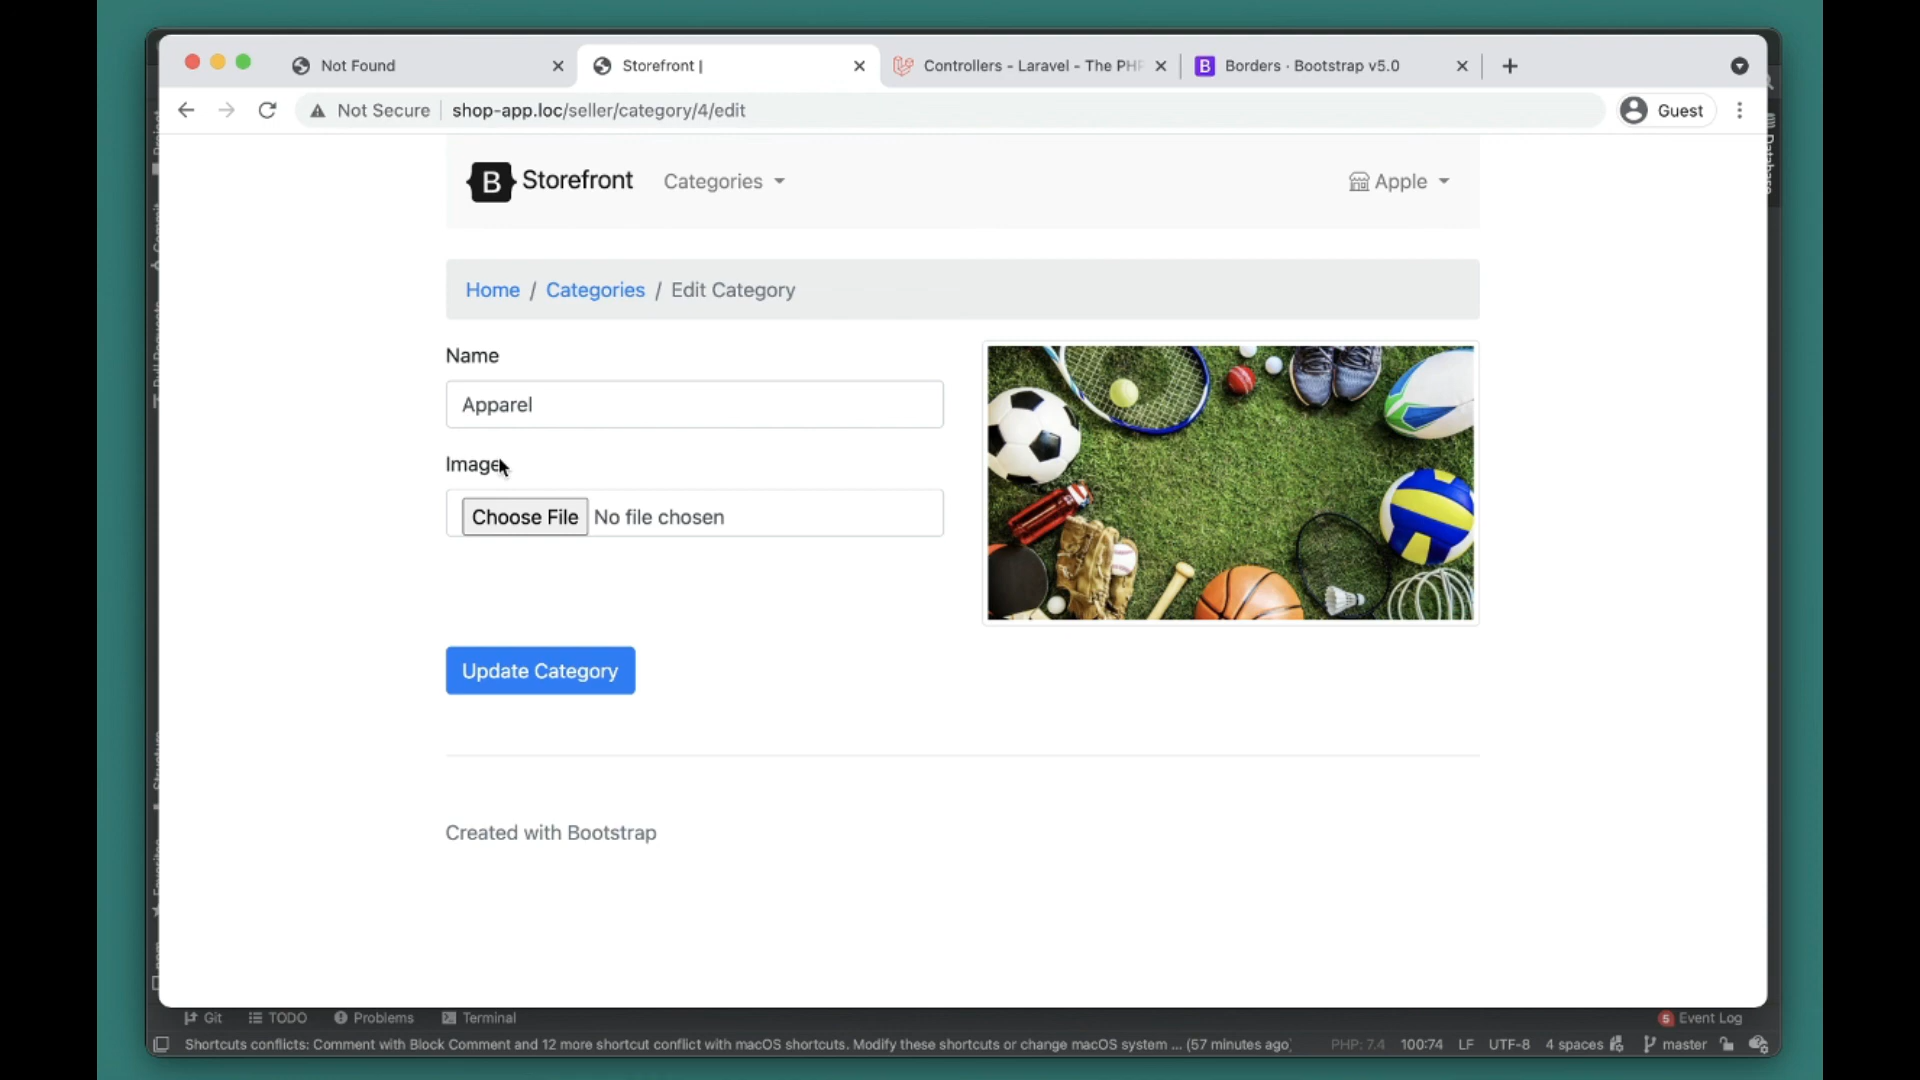 Not Found
Storefront |
Controllers - Laravel - The PHP
B Borders · Bootstrap v5.0
Not Secure shop-app.loc/seller/category/4/edit
Guest
B Storefront
Categories
Apple
Home / Categories / Edit Category
Name
Apparel
Image
Choose File No file chosen
Update Category
Created with Bootstrap
Database
Git
TODO
Problems
Terminal
5 Event Log
Shortcuts conflicts: Comment with Block Comment and 12 more shortcut conflict with macOS shortcuts. Modify these shortcuts or change macOS system ... (57 minutes ago)
PHP: 7.4 100:74 LF UTF-8 4 spaces master